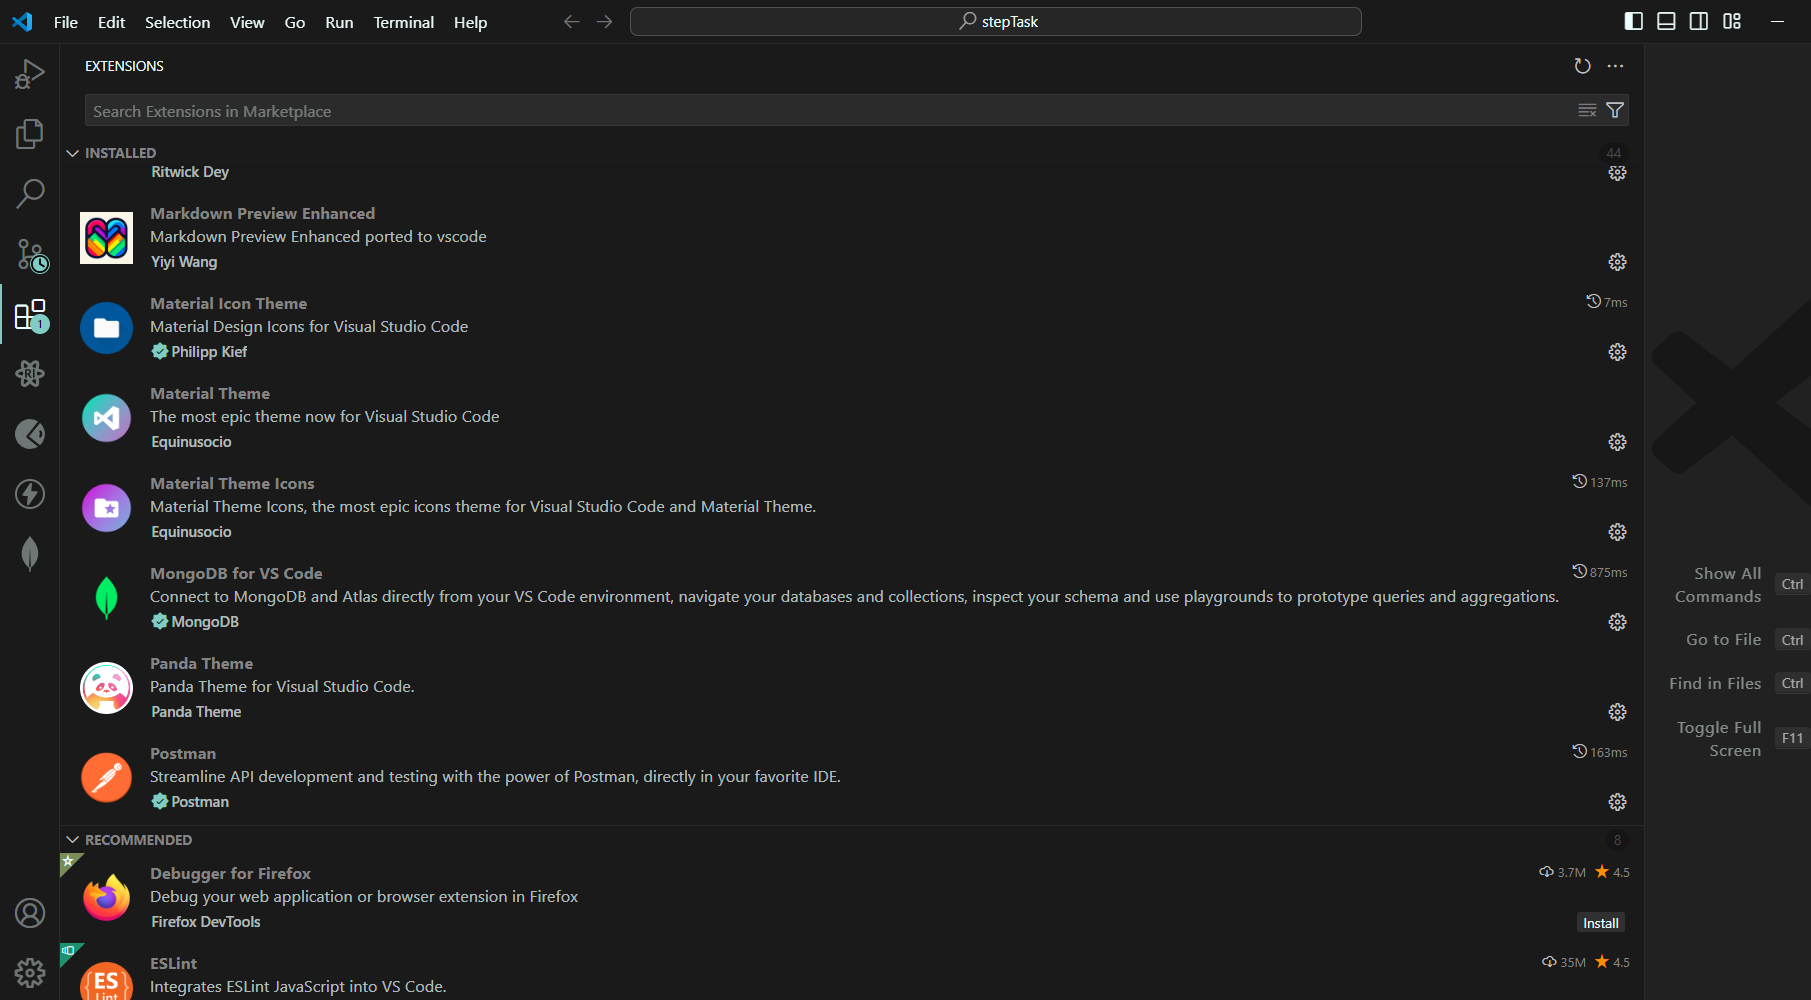 File Edit Selection View Go Run Terminal Help
stepTask
EXTENSIONS
Search Extensions in Marketplace
INSTALLED 44
Ritwick Dey
Markdown Preview Enhanced
Markdown Preview Enhanced ported to vscode
Yiyi Wang
Material Icon Theme 7ms
Material Design Icons for Visual Studio Code
Philipp Kief
Material Theme
The most epic theme now for Visual Studio Code
Equinusocio
Material Theme Icons 137ms
Material Theme Icons, the most epic icons theme for Visual Studio Code and Material Theme.
Equinusocio
MongoDB for VS Code 875ms
Connect to MongoDB and Atlas directly from your VS Code environment, navigate your databases and collections, inspect your schema and use playgrounds to prototype queries and aggregations.
MongoDB
Panda Theme
Panda Theme for Visual Studio Code.
Panda Theme
Postman 163ms
Streamline API development and testing with the power of Postman, directly in your favorite IDE.
Postman
RECOMMENDED 8
Debugger for Firefox 3.7M 4.5
Debug your web application or browser extension in Firefox
Firefox DevTools Install
ESLint 35M 4.5
Integrates ESLint JavaScript into VS Code.
ES
Lint
1
Show All
Commands Ctrl
Go to File Ctrl
Find in Files Ctrl
Toggle Full
Screen F11